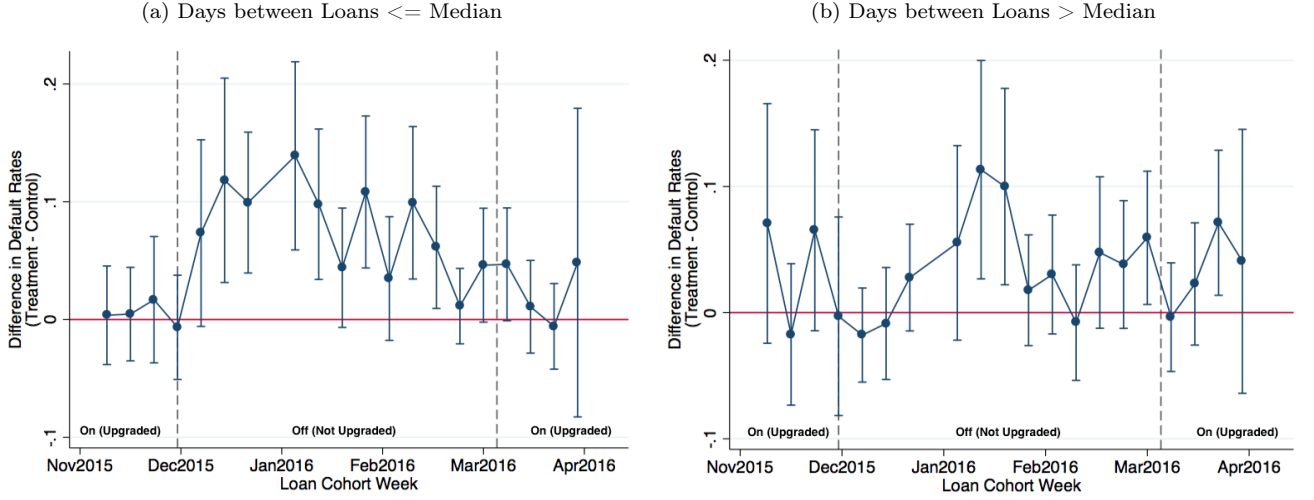 (a) Days between Loans <= Median
Difference in Default Rates
(Treatment - Control)
.2
.1
0
-.1
On (Upgraded)
Off (Not Upgraded)
On (Upgraded)
Nov2015
Dec2015
Jan2016
Feb2016
Mar2016
Apr2016
Loan Cohort Week
(b) Days between Loans > Median
Difference in Default Rates
(Treatment - Control)
.2
.1
0
-.1
On (Upgraded)
Off (Not Upgraded)
On (Upgraded)
Nov2015
Dec2015
Jan2016
Feb2016
Mar2016
Apr2016
Loan Cohort Week